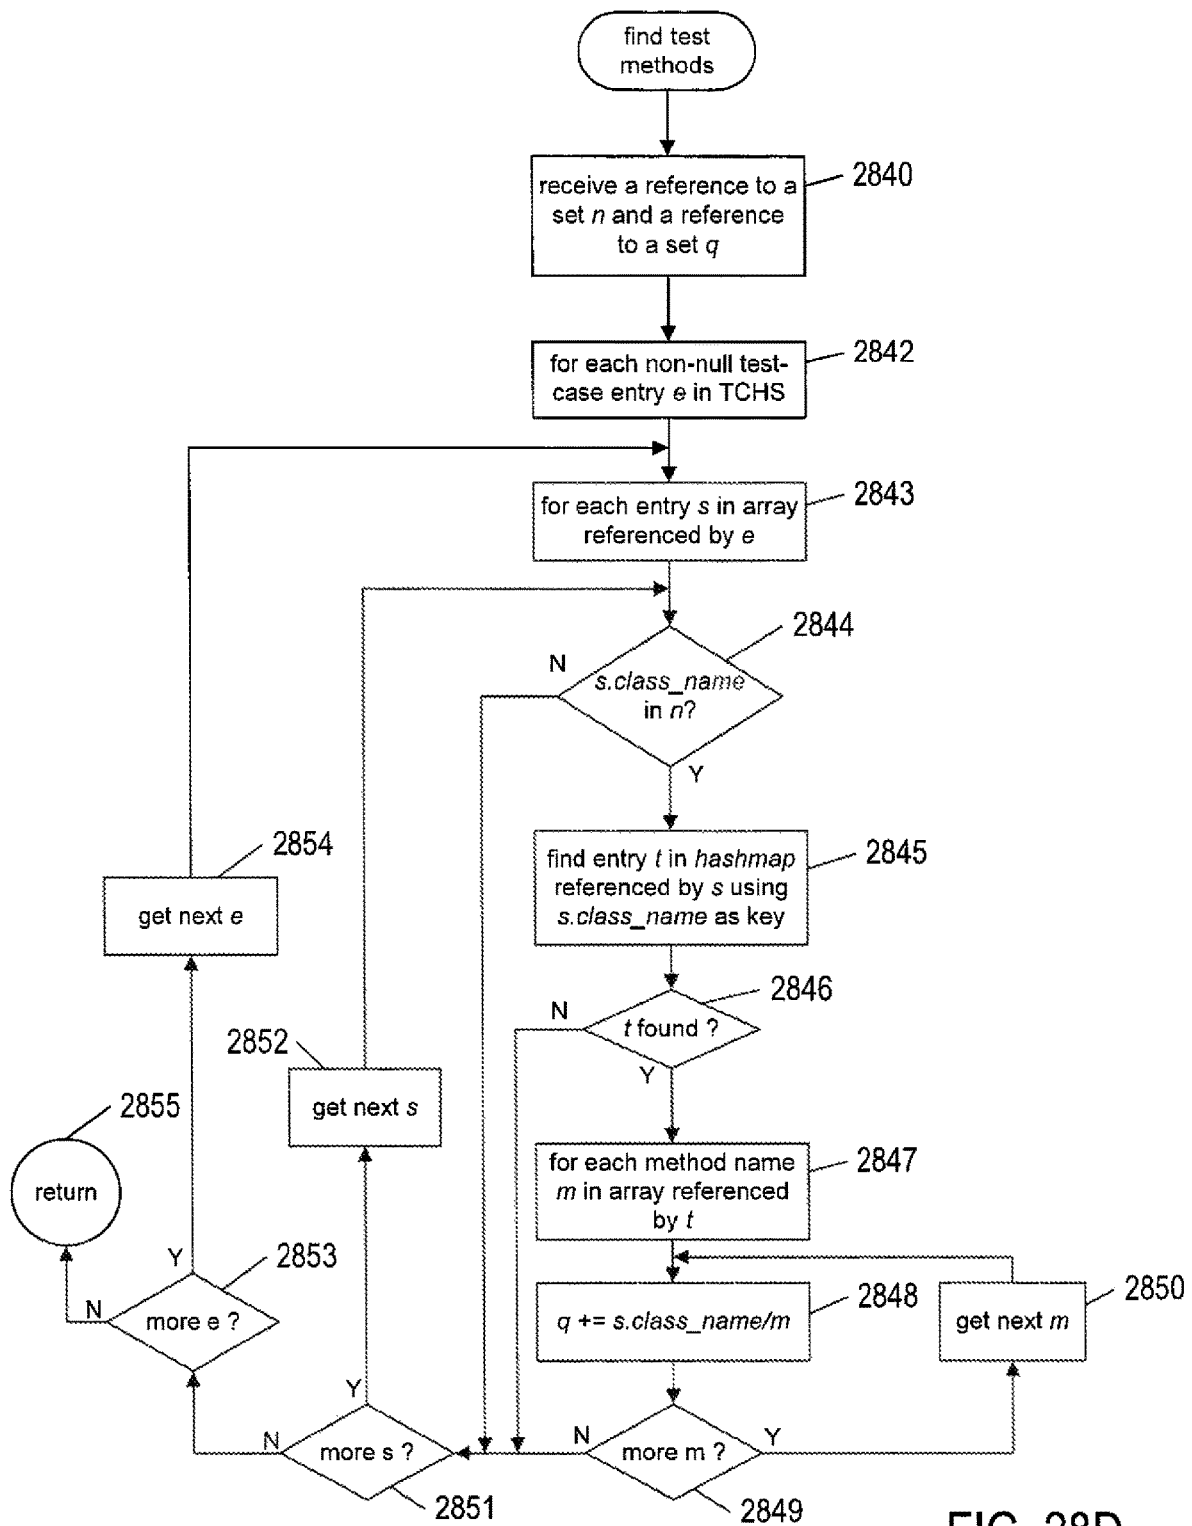 find test
methods
2840
receive a reference to a
set n and a reference
to a set q
2842
for each non-null test-
case entry e in TCHS
2843
for each entry s in array
referenced by e
2844
N
s.class_name
in n?
Y
2854
2845
find entry t in hashmap
referenced by s using
s.class_name as key
get next e
2846
N
t found ?
2852
Y
get next s
2855
2847
for each method name
m in array referenced
by t
return
Y
2853
2848
2850
N
more e ?
q += s.class_name/m
get next m
Y
N
more s ?
N
more m ?
Y
2851
2849
FIG. 28D